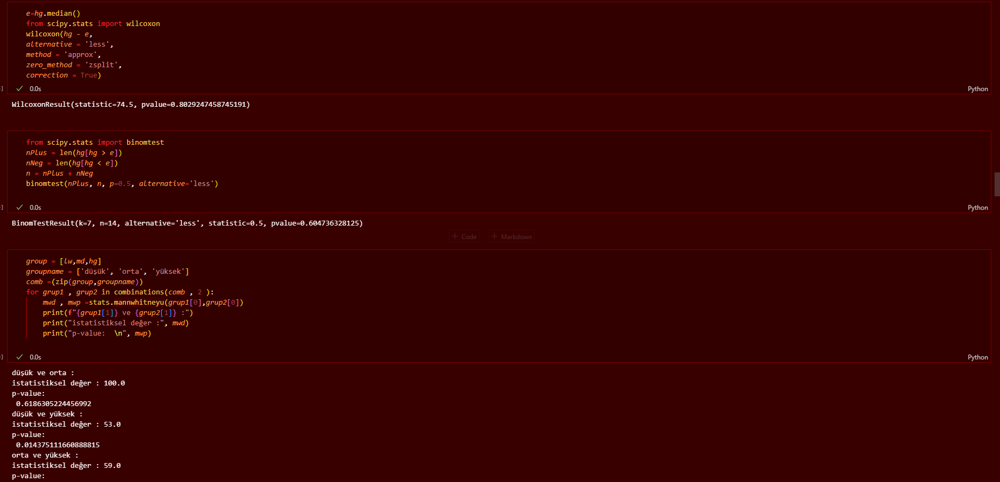 e=hg.median()
from scipy.stats import wilcoxon
wilcoxon(hg - e,
alternative = 'less',
method = 'approx',
zero_method = 'zsplit',
correction = True)
0.0s
Python
WilcoxonResult(statistic=74.5, pvalue=0.8029247458745191)
from scipy.stats import binomtest
nPlus = len(hg[hg > e])
nNeg = len(hg[hg < e])
n = nPlus + nNeg
binomtest(nPlus, n, p=0.5, alternative='less')
0.0s
Python
BinomTestResult(k=7, n=14, alternative='less', statistic=0.5, pvalue=0.604736328125)
+ Code + Markdown
group = [lw,md,hg]
groupname = ['düşük', 'orta', 'yüksek']
comb =(zip(group,groupname))
for grup1 , grup2 in combinations(comb , 2 ):
    mwd , mwp =stats.mannwhitneyu(grup1[0],grup2[0])
    print(f"{grup1[1]} ve {grup2[1]} :")
    print("istatistiksel değer :", mwd)
    print("p-value:  \n", mwp)
0.0s
Python
düşük ve orta :
istatistiksel değer : 100.0
p-value:
 0.6186305224456992
düşük ve yüksek :
istatistiksel değer : 53.0
p-value:
 0.014375111660888815
orta ve yüksek :
istatistiksel değer : 59.0
p-value: